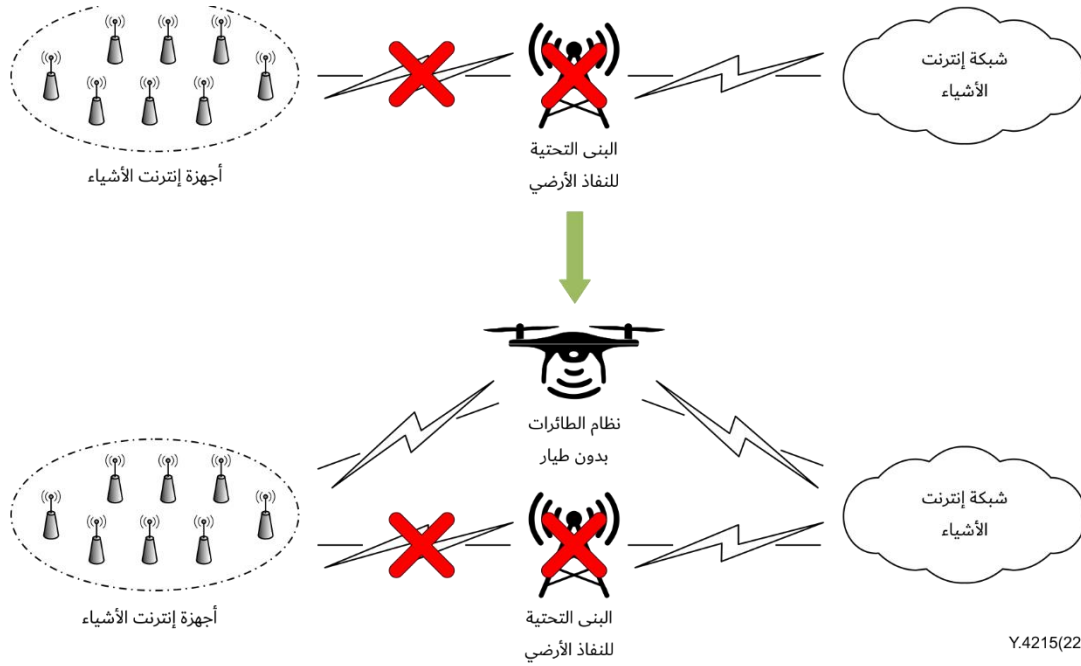 شبكة إنترنت
الأشياء
البنى التحتية
للنفاذ الأرضي
أجهزة إنترنت الأشياء
نظام الطائرات
بدون طيار
شبكة إنترنت
الأشياء
البنى التحتية
للنفاذ الأرضي
أجهزة إنترنت الأشياء
Y.4215(22